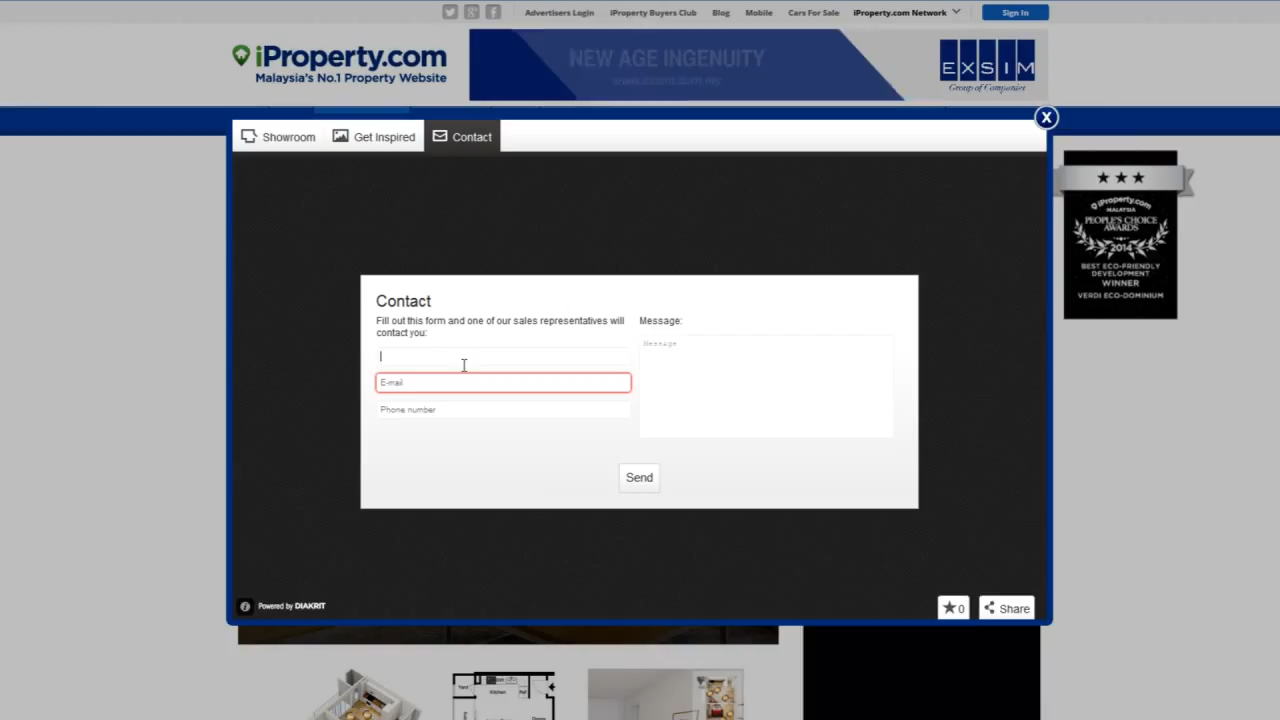 Advertisers Login iProperty Buyers Club Blog Mobile Cars For Sale iProperty.com Network Sign In
iProperty.com
Malaysia's No.1 Property Website
NEW AGE INGENUITY
EXSIM
Group of Companies
Showroom Get Inspired Contact
X
iProperty.com
MALAYSIA
PEOPLE'S CHOICE
AWARDS
2014
BEST ECO-FRIENDLY
DEVELOPMENT
WINNER
VERDI ECO-DOMINIUM
Contact
Fill out this form and one of our sales representatives will
contact you:
E-mail
Phone number
Message:
Message
Send
Powered by DIAKRIT
0
Share
Yard
Kitchen
Ref